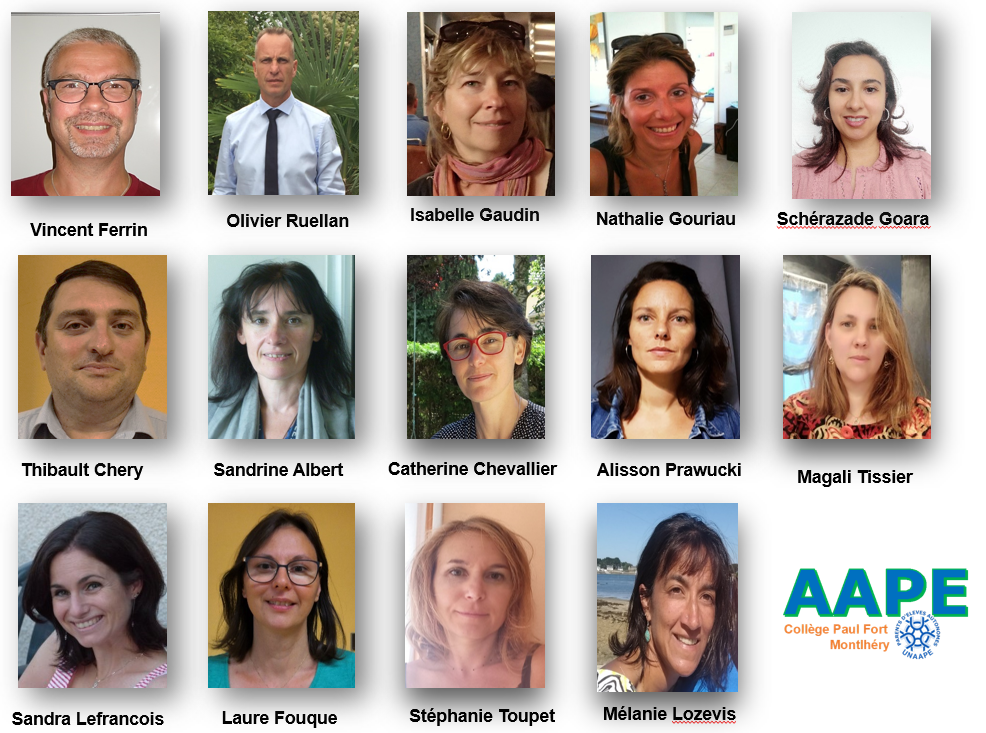 Vincent Ferrin
Olivier Ruellan
Isabelle Gaudin
Nathalie Gouriau
Schérazade Goara
Thibault Chery
Sandrine Albert
Catherine Chevallier
Alisson Prawucki
Magali Tissier
Sandra Lefrancois
Laure Fouque
Stéphanie Toupet
Mélanie Lozevis
AAPE
Collège Paul Fort
Montlhéry
PARENTS D'ELEVES AUTONOMES
UNAAPE